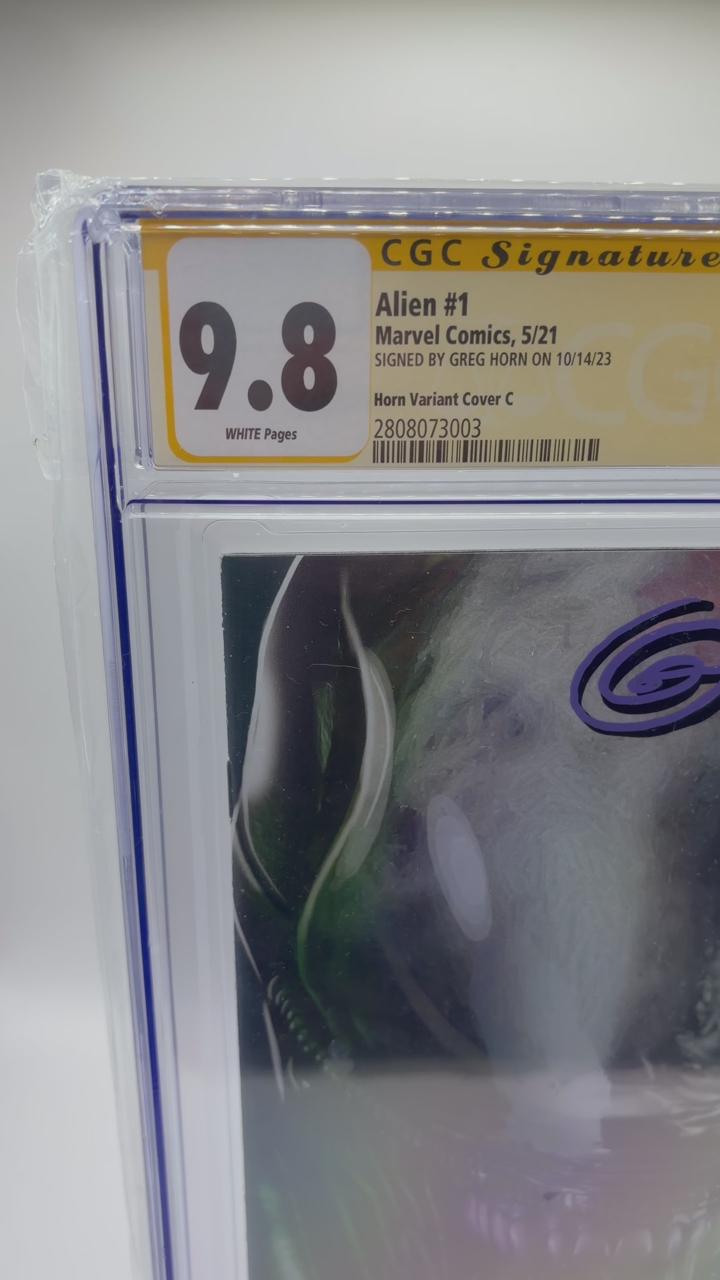 CGC Signature
9.8
WHITE Pages
Alien #1
Marvel Comics, 5/21
SIGNED BY GREG HORN ON 10/14/23
Horn Variant Cover C
2808073003
CGC